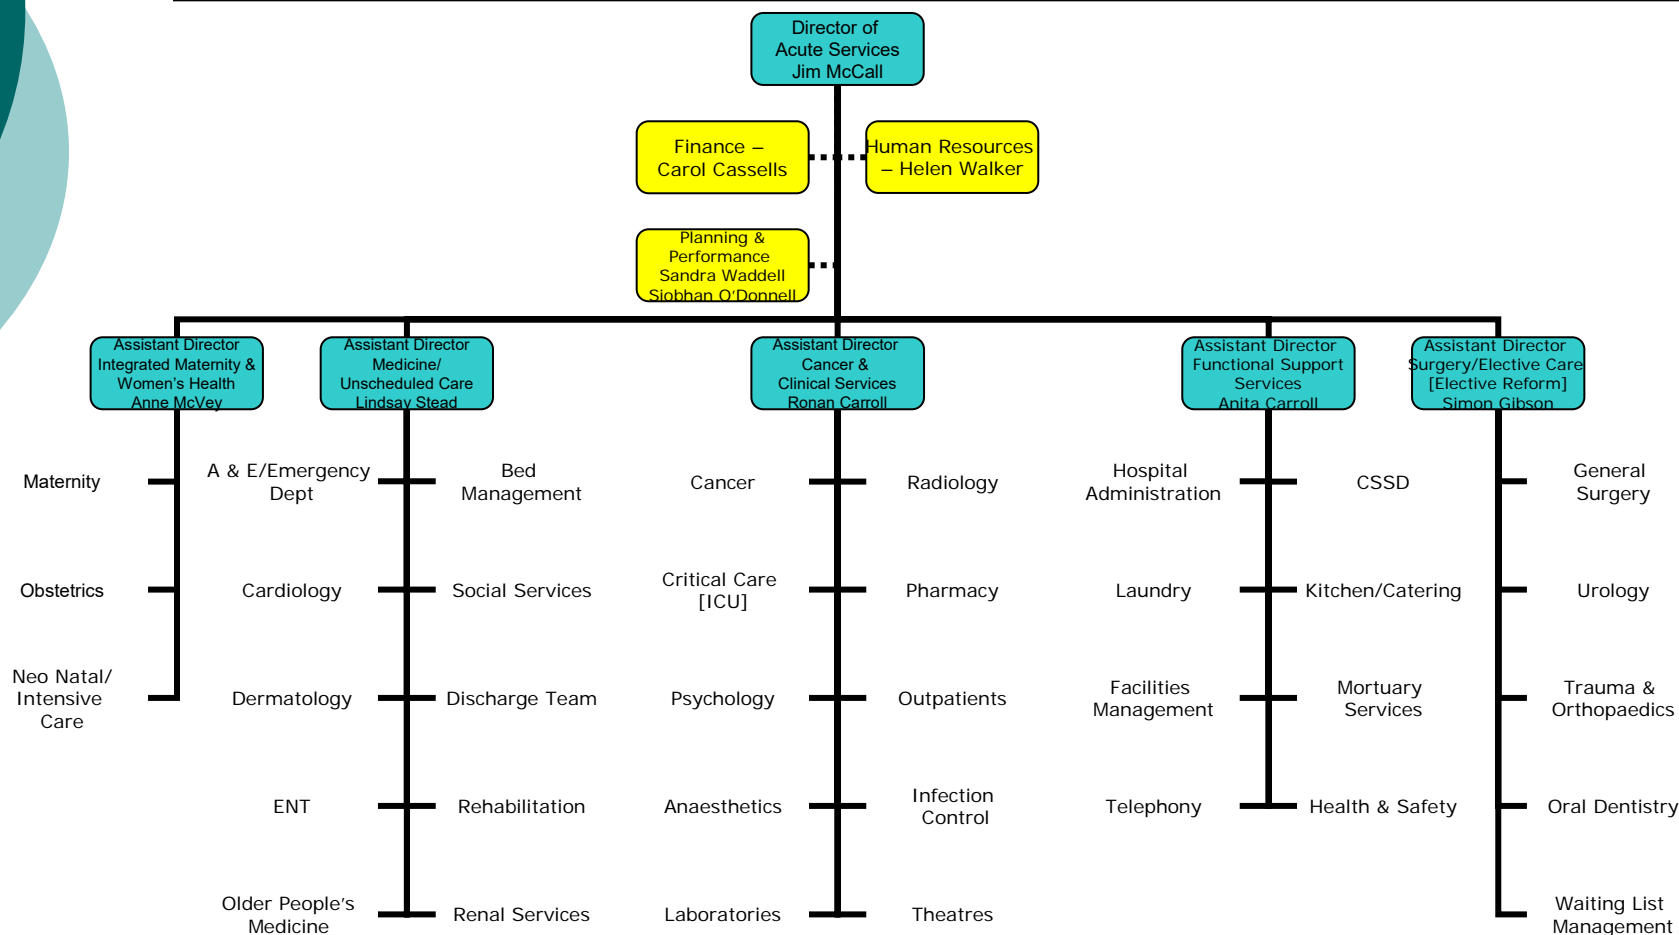 Director of
Acute Services
Jim McCall
Finance –
Carol Cassells
Human Resources
– Helen Walker
Planning &
Performance
Sandra Waddell
Siobhan O'Donnell
Assistant Director
Integrated Maternity &
Women's Health
Anne McVey
Assistant Director
Medicine/
Unscheduled Care
Lindsay Stead
Assistant Director
Cancer &
Clinical Services
Ronan Carroll
Assistant Director
Functional Support
Services
Anita Carroll
Assistant Director
Surgery/Elective Care
[Elective Reform]
Simon Gibson
Maternity
Obstetrics
Neo Natal/
Intensive
Care
A & E/Emergency
Dept
Cardiology
Dermatology
ENT
Older People's
Medicine
Bed
Management
Social Services
Discharge Team
Rehabilitation
Renal Services
Cancer
Critical Care
[ICU]
Psychology
Anaesthetics
Laboratories
Radiology
Pharmacy
Outpatients
Infection
Control
Theatres
Hospital
Administration
Laundry
Facilities
Management
Telephony
CSSD
Kitchen/Catering
Mortuary
Services
Health & Safety
General
Surgery
Urology
Trauma &
Orthopaedics
Oral Dentistry
Waiting List
Management